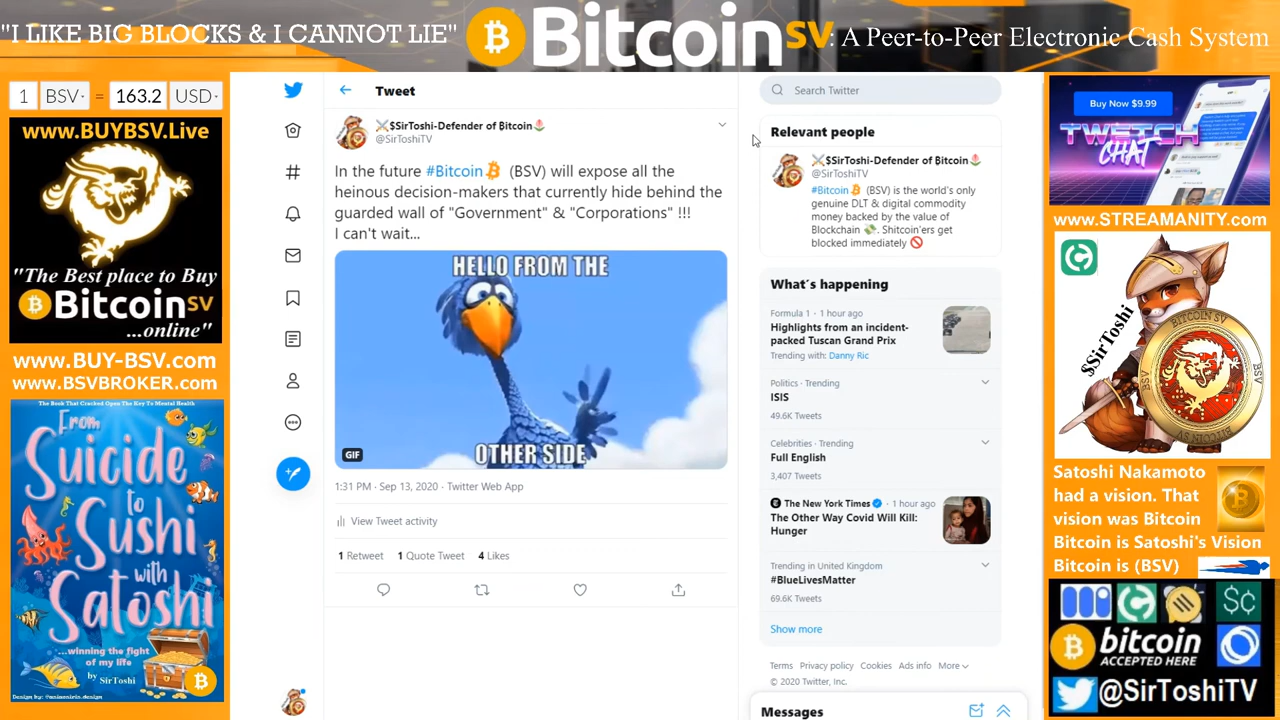 "I LIKE BIG BLOCKS & I CANNOT LIE"
BitcoinSV: A Peer-to-Peer Electronic Cash System
1 BSV = 163.2 USD
www.BUYBSV.Live
"The Best place to Buy
BitcoinSV
...online"
www.BUY-BSV.com
www.BSVBROKER.com
The Book That Cracked Open The Key To Mental Health
From
Suicide
to
Sushi
with
Satoshi
...winning the fight
of my life
by SirToshi
Tweet
$SirToshi-Defender of ₿itcoin
@SirToshiTV
In the future #Bitcoin (BSV) will expose all the
heinous decision-makers that currently hide behind the
guarded wall of "Government" & "Corporations" !!!
I can't wait...
HELLO FROM THE
OTHER SIDE
GIF
1:31 PM · Sep 13, 2020 · Twitter Web App
View Tweet activity
1 Retweet 1 Quote Tweet 4 Likes
Search Twitter
Relevant people
$SirToshi-Defender of ₿itcoin
@SirToshiTV
#Bitcoin (BSV) is the world's only
genuine DLT & digital commodity
money backed by the value of
Blockchain . Shitcoin'ers get
blocked immediately
What's happening
Formula 1 · 1 hour ago
Highlights from an incident-
packed Tuscan Grand Prix
Trending with: Danny Ric
Politics · Trending
ISIS
49.6K Tweets
Celebrities · Trending
Full English
3,407 Tweets
The New York Times · 1 hour ago
The Other Way Covid Will Kill:
Hunger
Trending in United Kingdom
#BlueLivesMatter
69.6K Tweets
Show more
Terms Privacy policy Cookies Ads info More
© 2020 Twitter, Inc.
Messages
Buy Now $9.99
TWETCH
CHAT
www.STREAMANITY.com
$SirToshi
BITCOIN SV
BSV
BSV
BITCOIN SV
Satoshi Nakamoto
had a vision. That
vision was Bitcoin
Bitcoin is Satoshi's Vision
Bitcoin is (BSV)
bitcoin
ACCEPTED HERE
@SirToshiTV